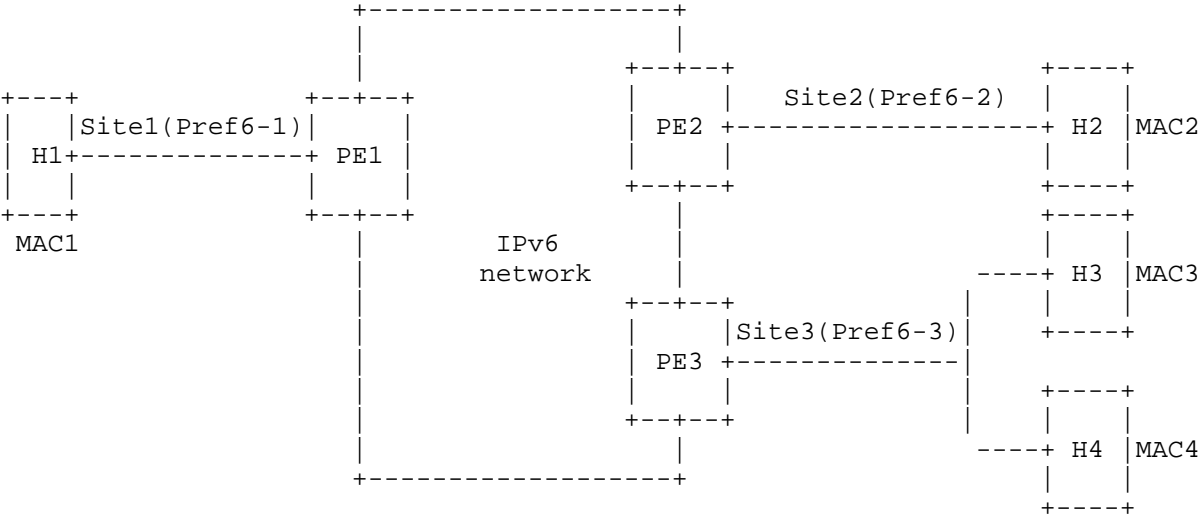 Site2(Pref6-2)
Site1(Pref6-1)
PE2
H2
MAC2
H1
PE1
MAC1
IPv6
network
H3
MAC3
Site3(Pref6-3)
PE3
H4
MAC4